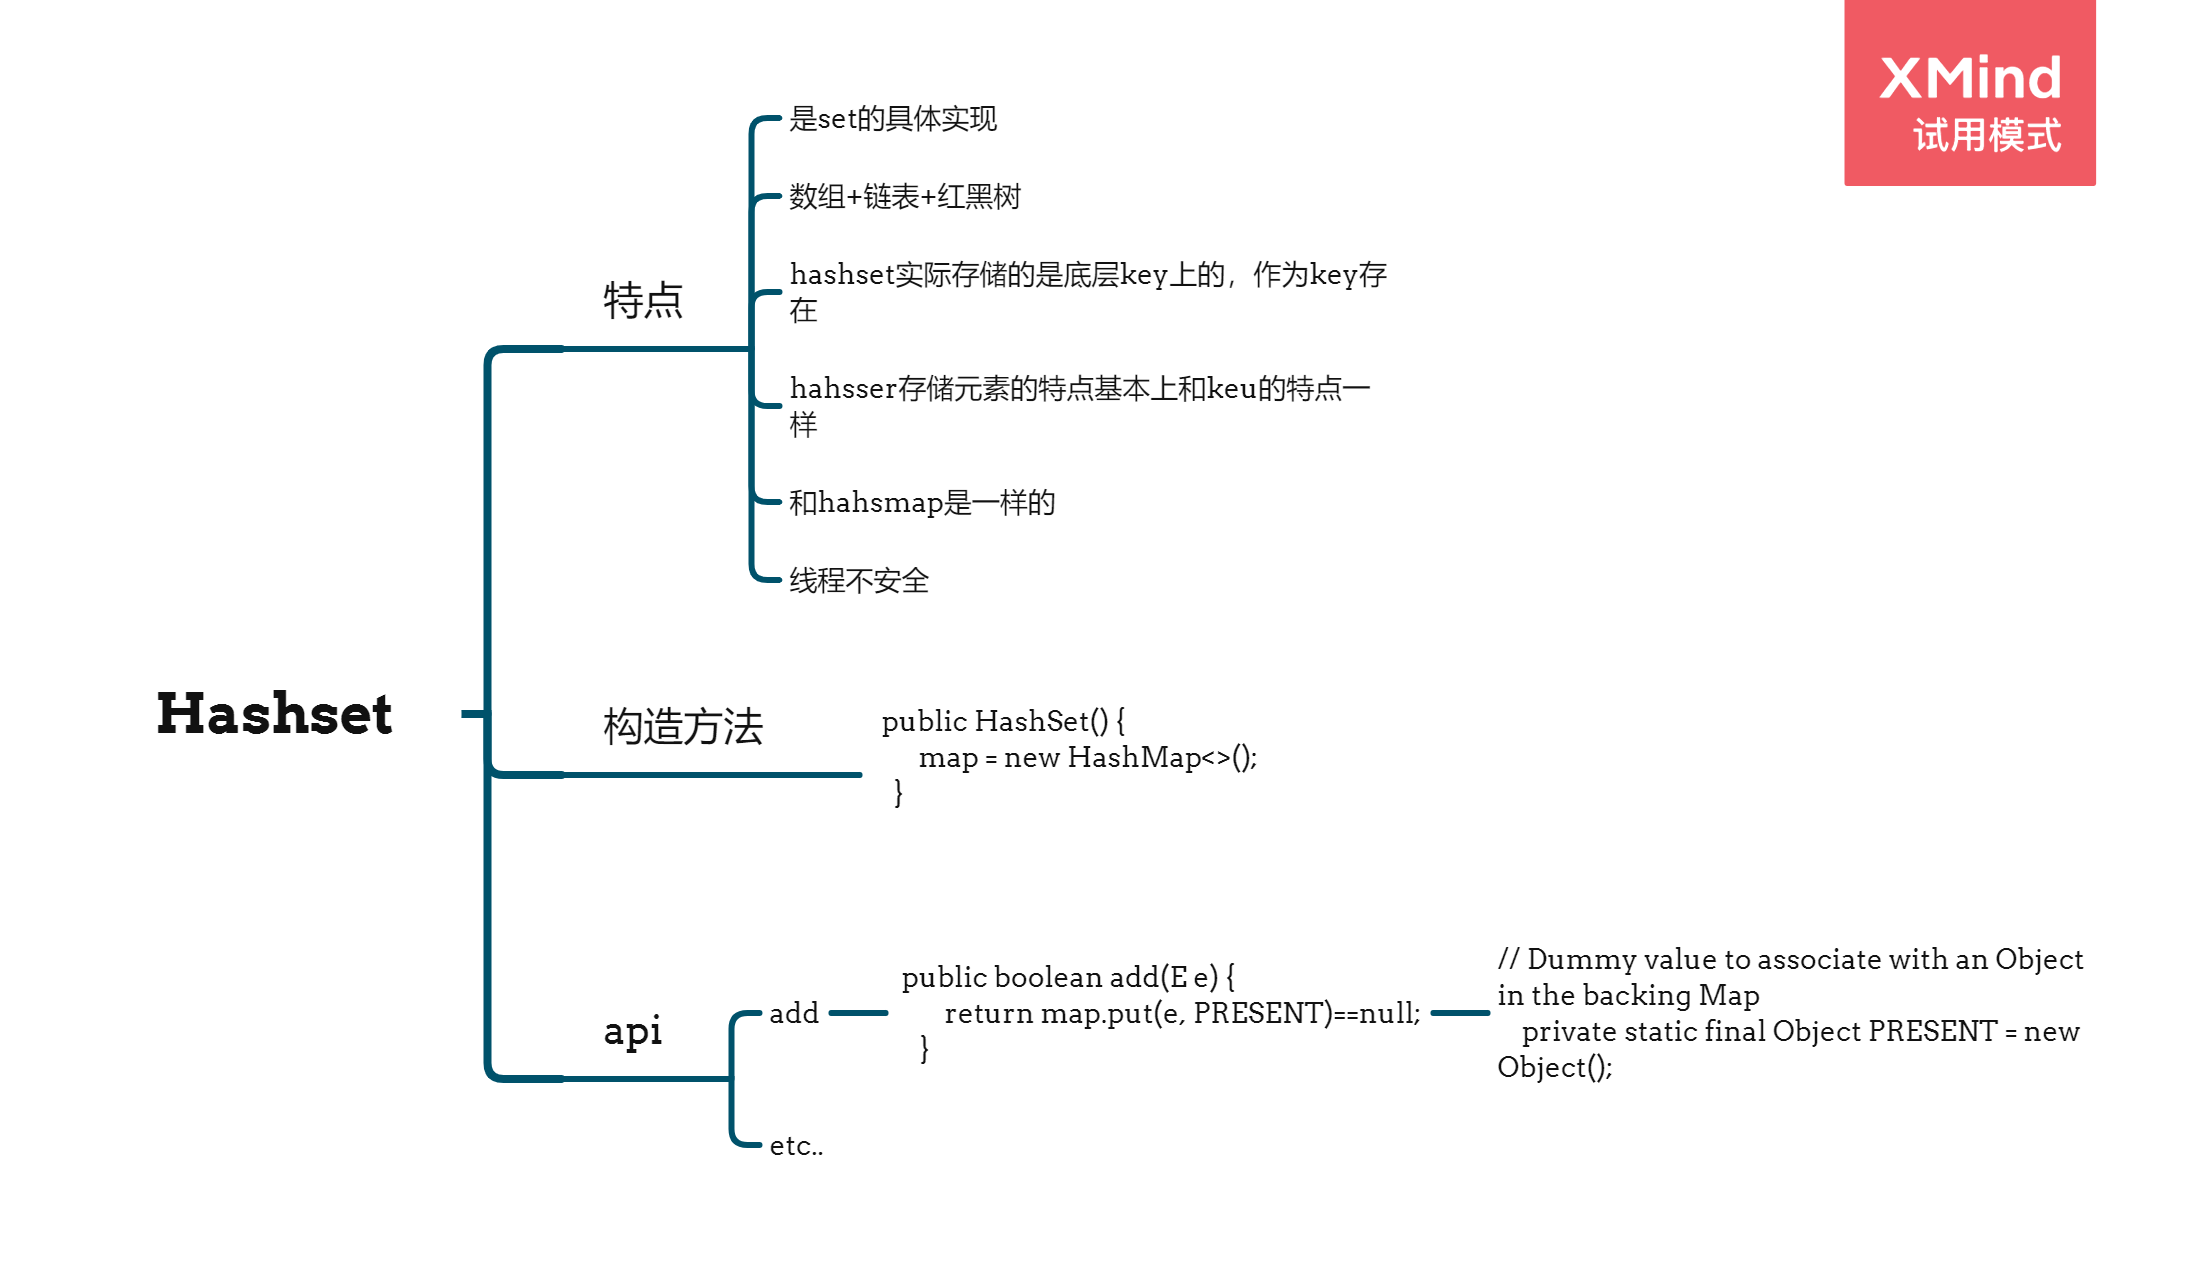 XMind
试用模式
是set的具体实现
数组+链表+红黑树
hashset实际存储的是底层key上的，作为key存
在
特点
hahsser存储元素的特点基本上和keu的特点一
样
和hahsmap是一样的
线程不安全
Hashset
构造方法
public HashSet() {
map = new HashMap<>();
}
api
add
public boolean add(E e) {
return map.put(e, PRESENT)==null;
}
// Dummy value to associate with an Object
in the backing Map
private static final Object PRESENT = new
Object();
etc..